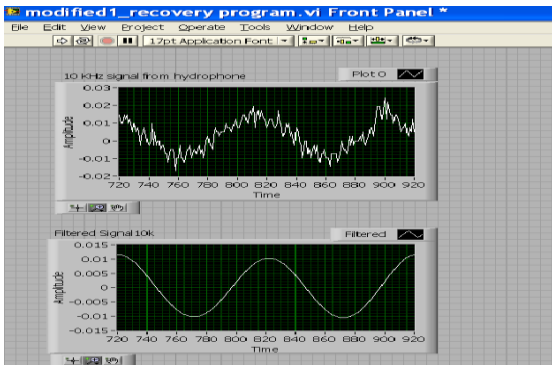 modified1_recovery program.vi Front Panel *
File Edit View Project Operate Tools Window Help
17pt Application Font
10 KHz signal from hydrophone Plot 0
Amplitude
0.03
0.02
0.01
0
-0.01
-0.02
720 740 760 780 800 820 840 860 880 900 920
Time
Filtered Signal10k Filtered
Amplitude
0.015
0.01
0.005
0
-0.005
-0.01
-0.015
720 740 760 780 800 820 840 860 880 900 920
Time